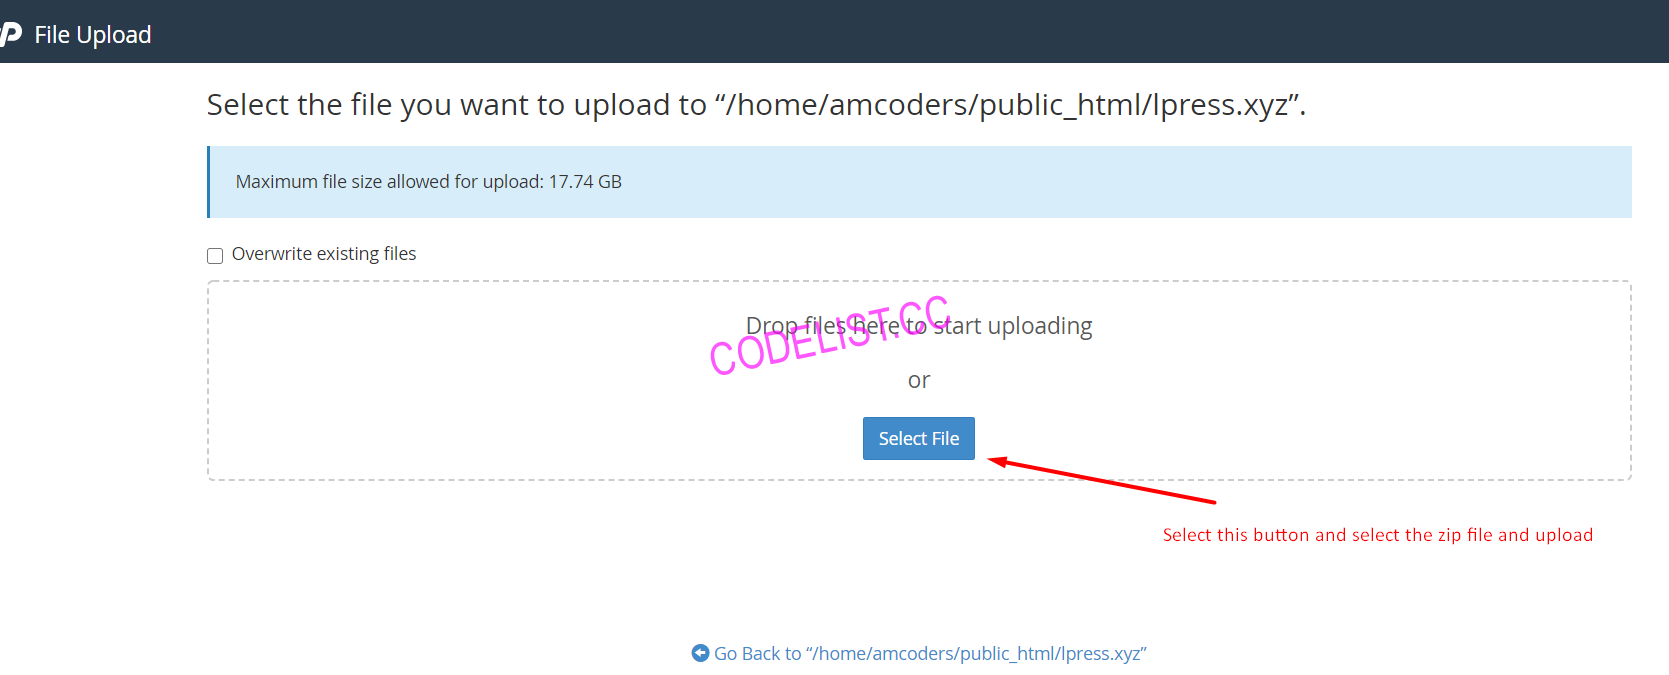 File Upload
Select the file you want to upload to “/home/amcoders/public_html/lpress.xyz”.
Maximum file size allowed for upload: 17.74 GB
Overwrite existing files
Drop files here to start uploading
CODELIST.CC
or
Select File
Select this button and select the zip file and upload
Go Back to “/home/amcoders/public_html/lpress.xyz”